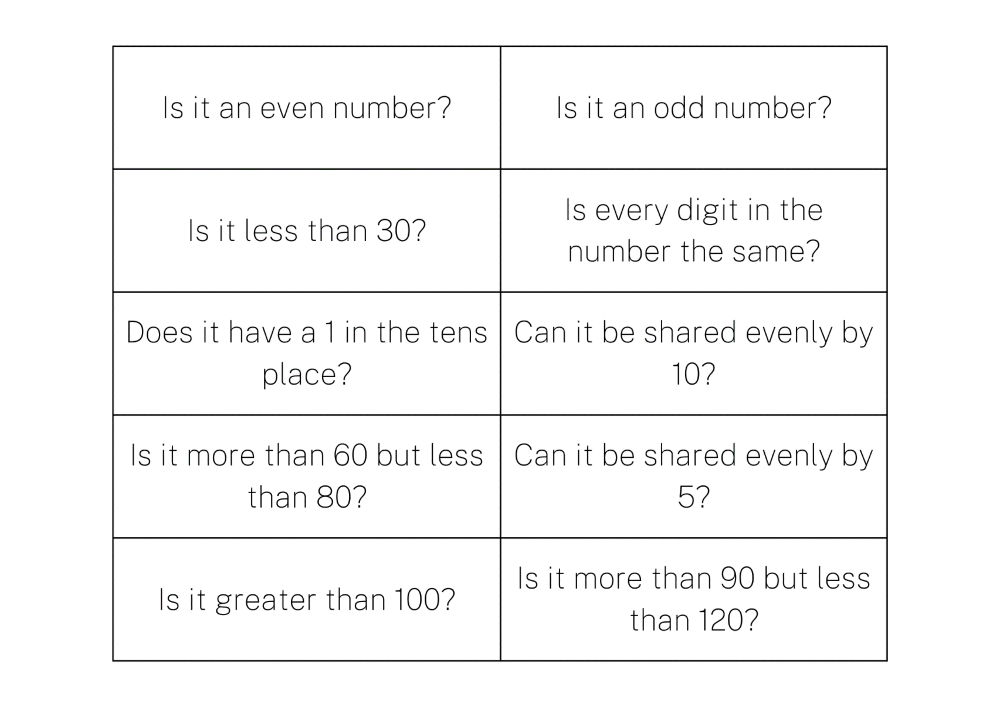 Is it an even number?
Is it an odd number?
Is it less than 30?
Is every digit in the
number the same?
Does it have a 1 in the tens
place?
Can it be shared evenly by
10?
Is it more than 60 but less
than 80?
Can it be shared evenly by
5?
Is it greater than 100?
Is it more than 90 but less
than 120?